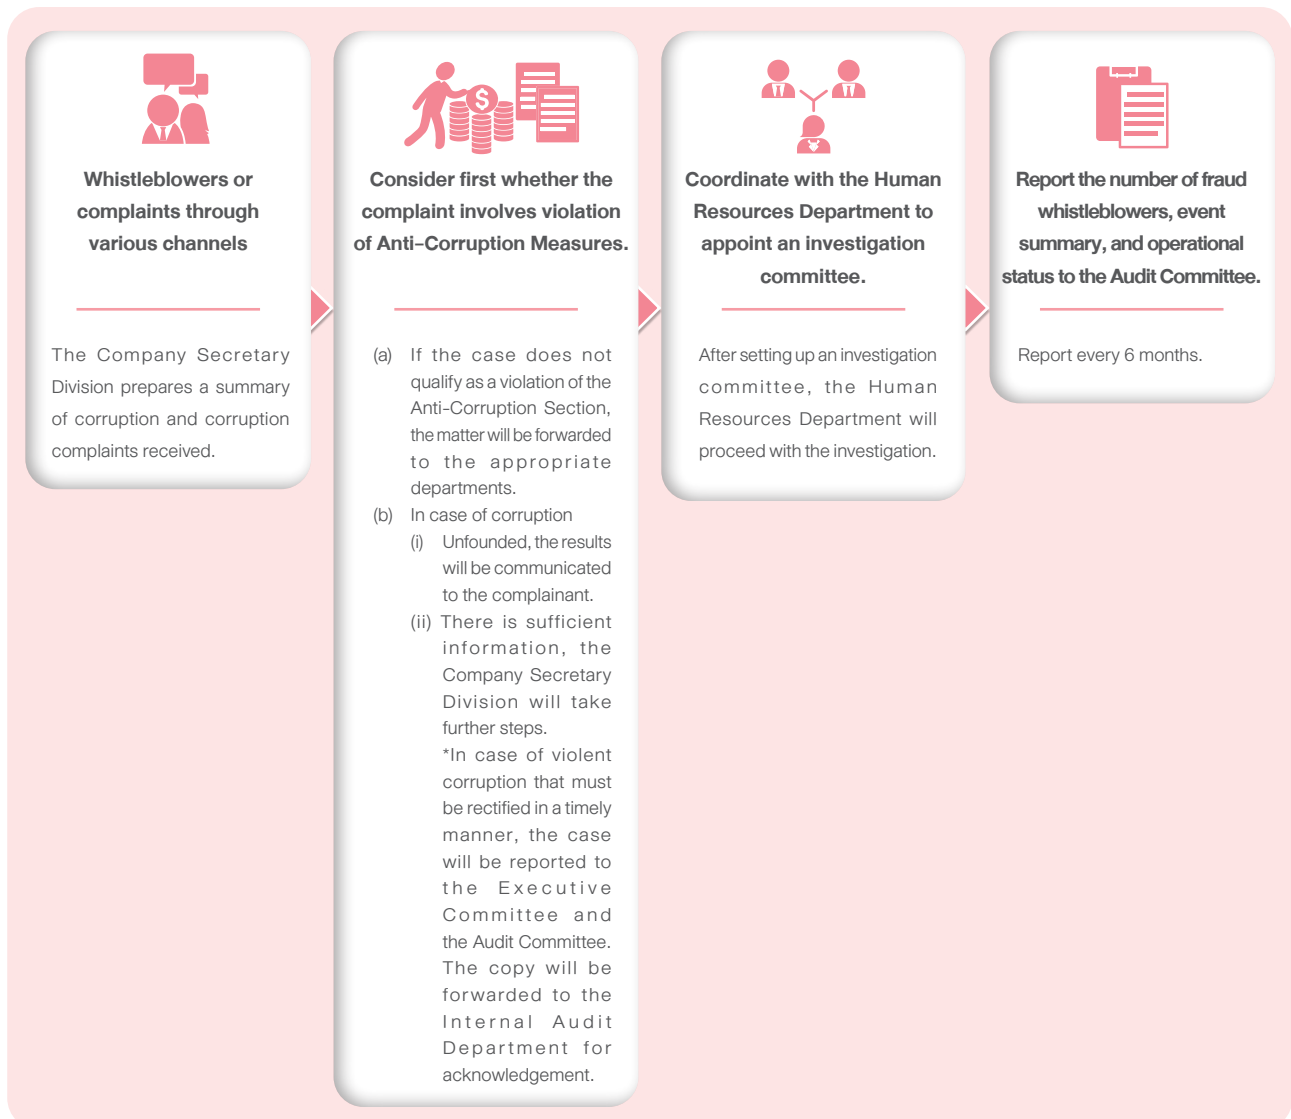 Whistleblowers or
complaints through
various channels
The Company Secretary
Division prepares a summary
of corruption and corruption
complaints received.
$
Consider first whether the
complaint involves violation
of Anti-Corruption Measures.
(a) If the case does not
qualify as a violation of the
Anti-Corruption Section,
the matter will be forwarded
to the appropriate
departments.
(b) In case of corruption
(i) Unfounded, the results
will be communicated
to the complainant.
(ii) There is sufficient
information, the
Company Secretary
Division will take
further steps.
*In case of violent
corruption that must
be rectified in a timely
manner, the case
will be reported to
the Executive
Committee and
the Audit Committee.
The copy will be
forwarded to the
Internal Audit
Department for
acknowledgement.
Coordinate with the Human
Resources Department to
appoint an investigation
committee.
After setting up an investigation
committee, the Human
Resources Department will
proceed with the investigation.
Report the number of fraud
whistleblowers, event
summary, and operational
status to the Audit Committee.
Report every 6 months.